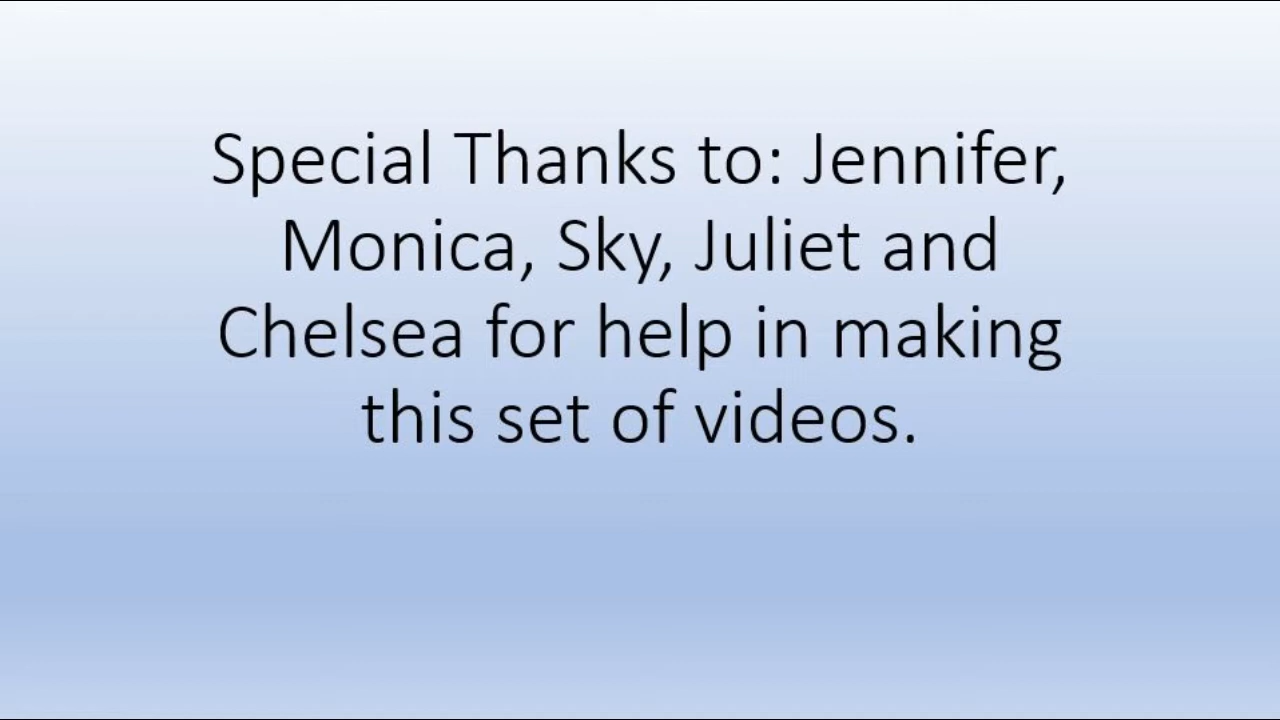 Special Thanks to: Jennifer,
Monica, Sky, Juliet and
Chelsea for help in making
this set of videos.